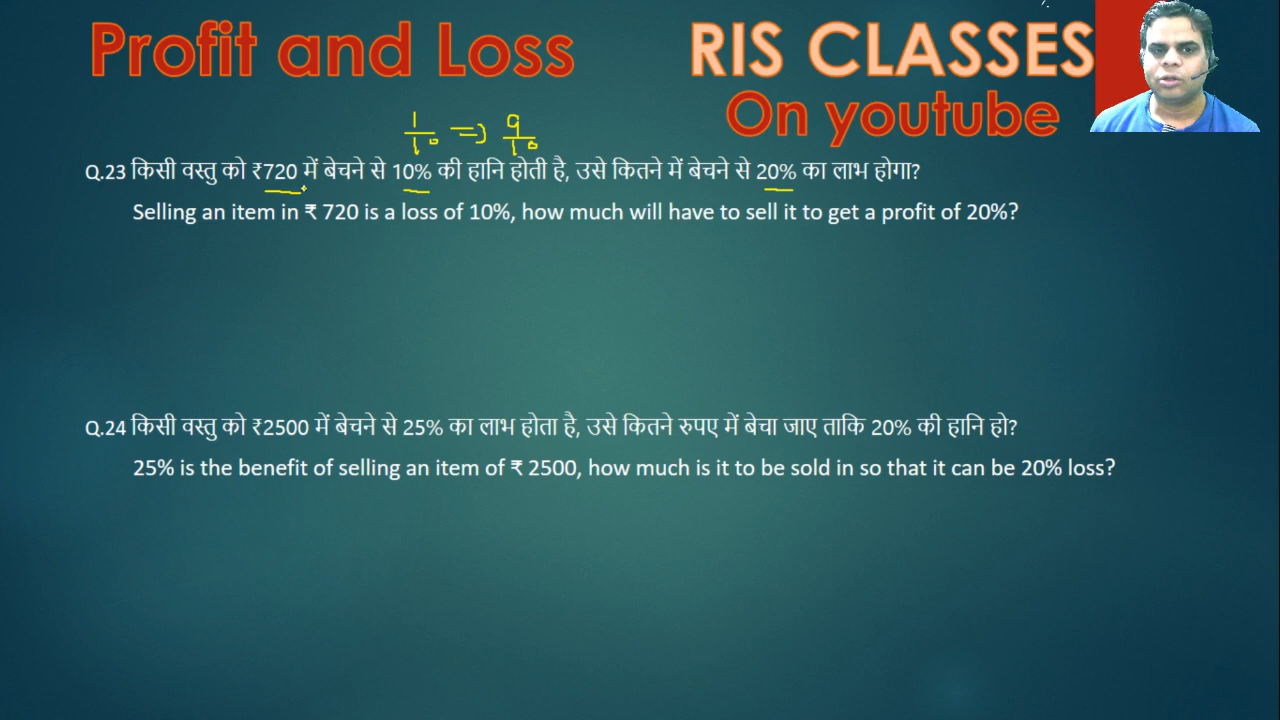 Profit and Loss
RIS CLASSES
On youtube
1/10 => 9/10
Q.23 किसी वस्तु को ₹720 में बेचने से 10% की हानि होती है, उसे कितने में बेचने से 20% का लाभ होगा?
Selling an item in ₹ 720 is a loss of 10%, how much will have to sell it to get a profit of 20%?
Q.24 किसी वस्तु को ₹2500 में बेचने से 25% का लाभ होता है, उसे कितने रुपए में बेचा जाए ताकि 20% की हानि हो?
25% is the benefit of selling an item of ₹ 2500, how much is it to be sold in so that it can be 20% loss?